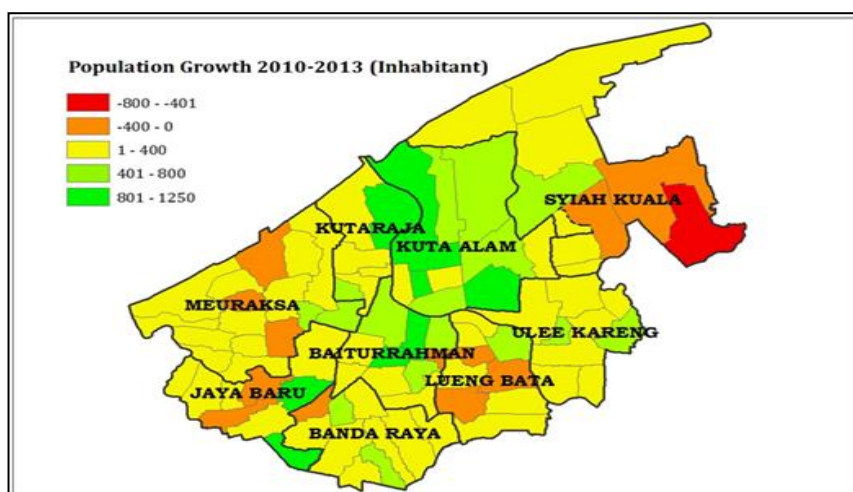 Population Growth 2010-2013 (Inhabitant)
-800 - -401
-400 - 0
1 - 400
401 - 800
801 - 1250
SYIAH KUALA
KUTARAJA
KUTA ALAM
MEURAKSA
ULEE KARENG
BAITURRAHMAN
LUENG BATA
JAYA BARU
BANDA RAYA